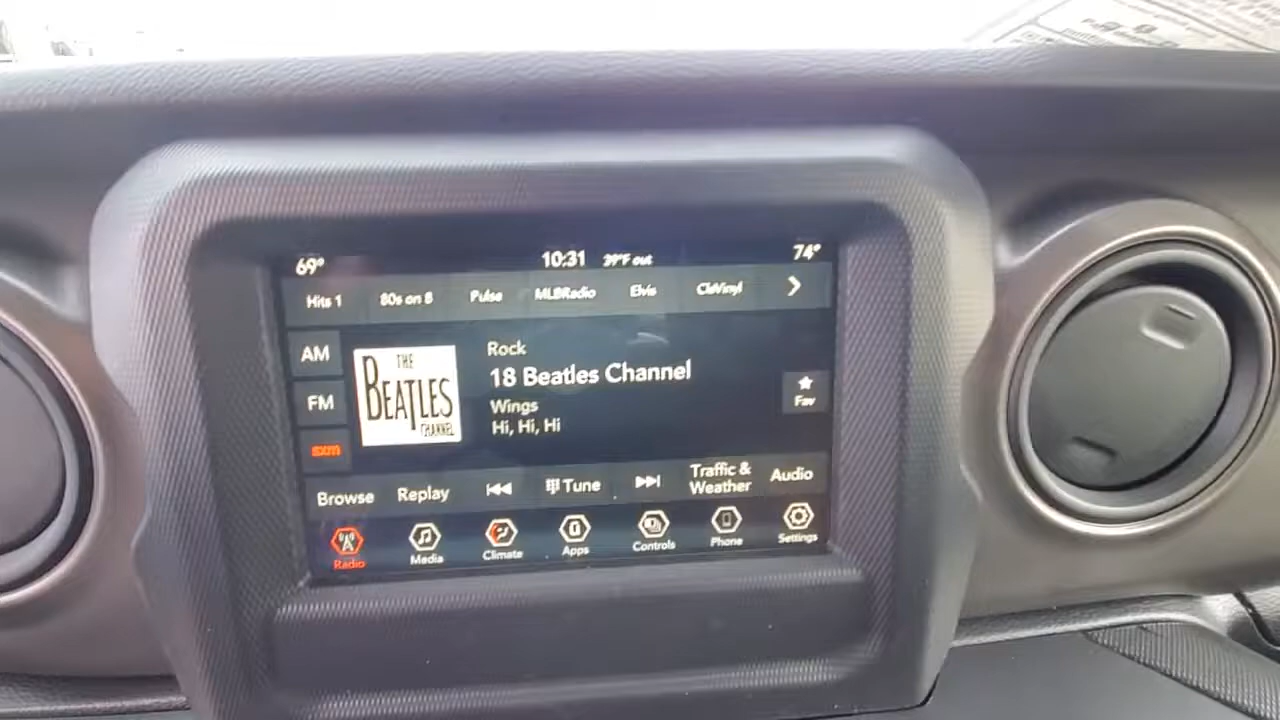 69° 10:31 39°F out 74°
Hits 1 80s on 8 Pulse MLBRadio Elvis ClsVinyl
AM
FM
sxm
THE
BEATLES
CHANNEL
Rock
18 Beatles Channel
Wings
Hi, Hi, Hi
Fav
Browse Replay Tune Traffic & Weather Audio
Radio Media Climate Apps Controls Phone Settings